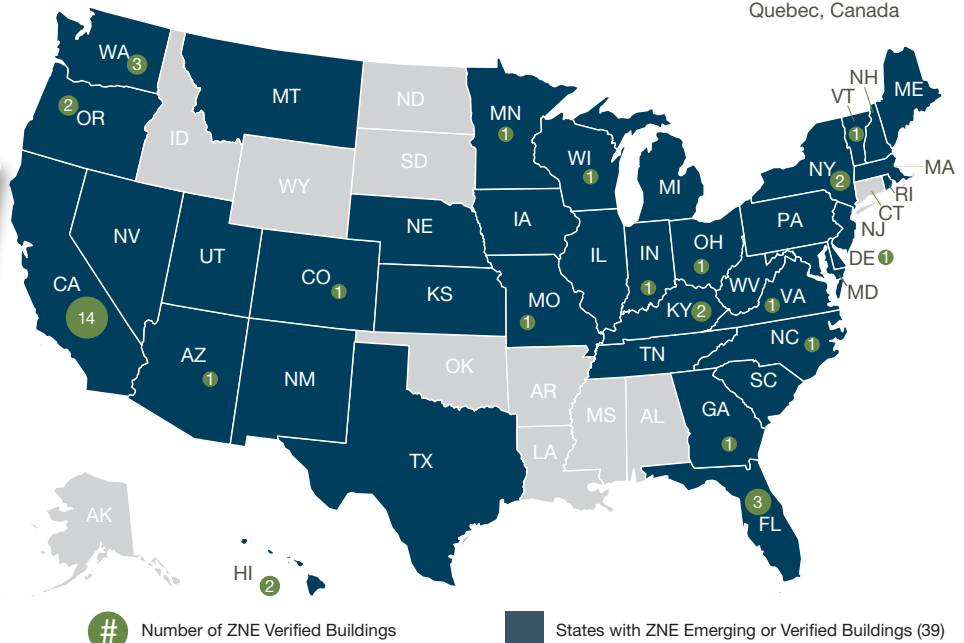 Quebec, Canada
WA 3
MT
ND
MN
1
NH
VT
ME
2
OR
ID
SD
WI
1
MI
1
NY 2
MA
RI
CT
WY
NE
IA
PA
NJ
NV
UT
CO 1
IL
IN
1
OH
1
DE 1
MD
CA
14
KS
MO
1
WV
1 VA
KY 2
NC 1
AZ
1
NM
OK
AR
TN
SC
MS
AL
GA
1
LA
TX
3
FL
AK
HI
2
# Number of ZNE Verified Buildings
States with ZNE Emerging or Verified Buildings (39)